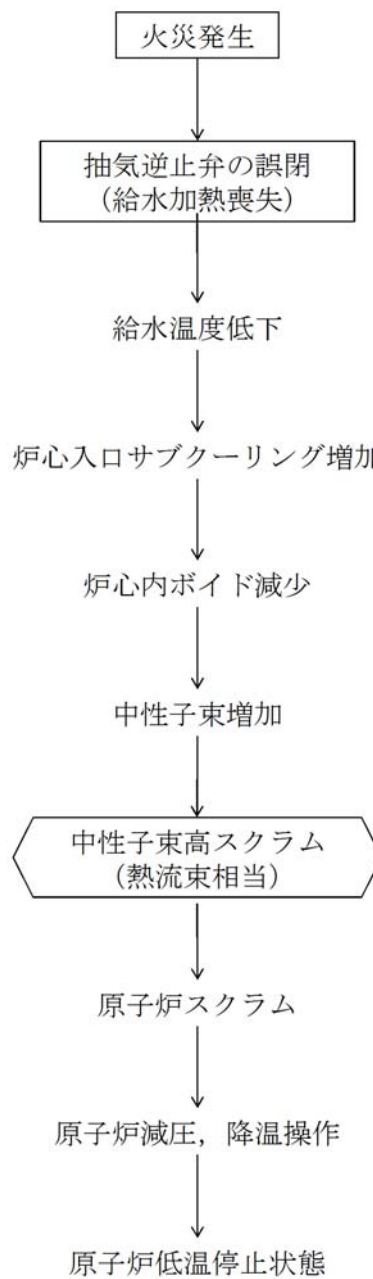 火災発生
抽気逆止弁の誤閉
（給水加熱喪失）
給水温度低下
炉心入口サブクーリング増加
炉心内ボイド減少
中性子束増加
中性子束高スクラム
（熱流束相当）
原子炉スクラム
原子炉減圧，降温操作
原子炉低温停止状態